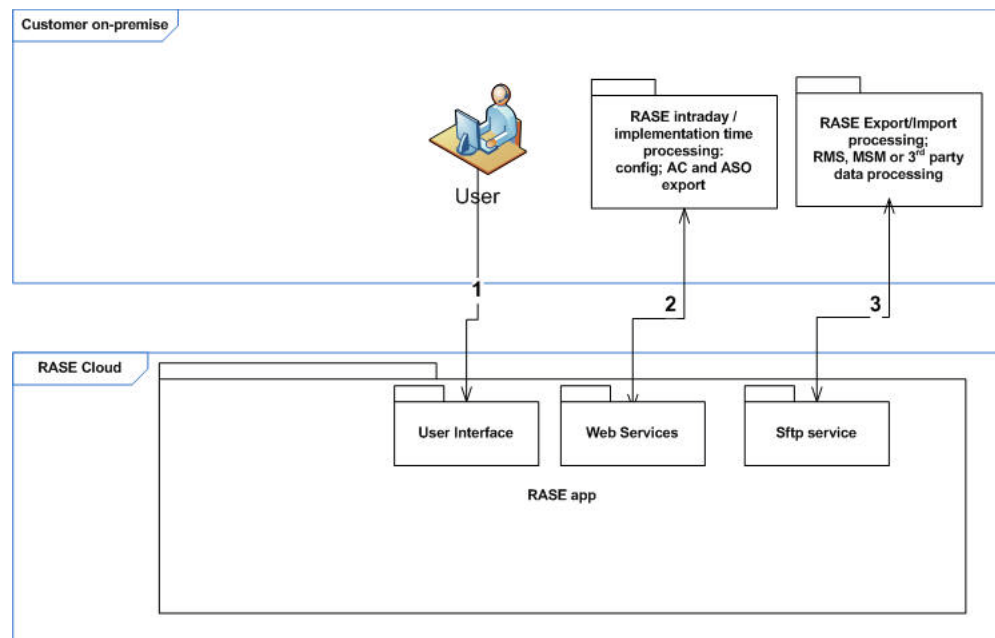 Customer on-premise
User
RASE intraday /
implementation time
processing:
config; AC and ASO
export
RASE Export/Import
processing;
RMS, MSM or 3rd party
data processing
1
2
3
RASE Cloud
User Interface
Web Services
Sftp service
RASE app